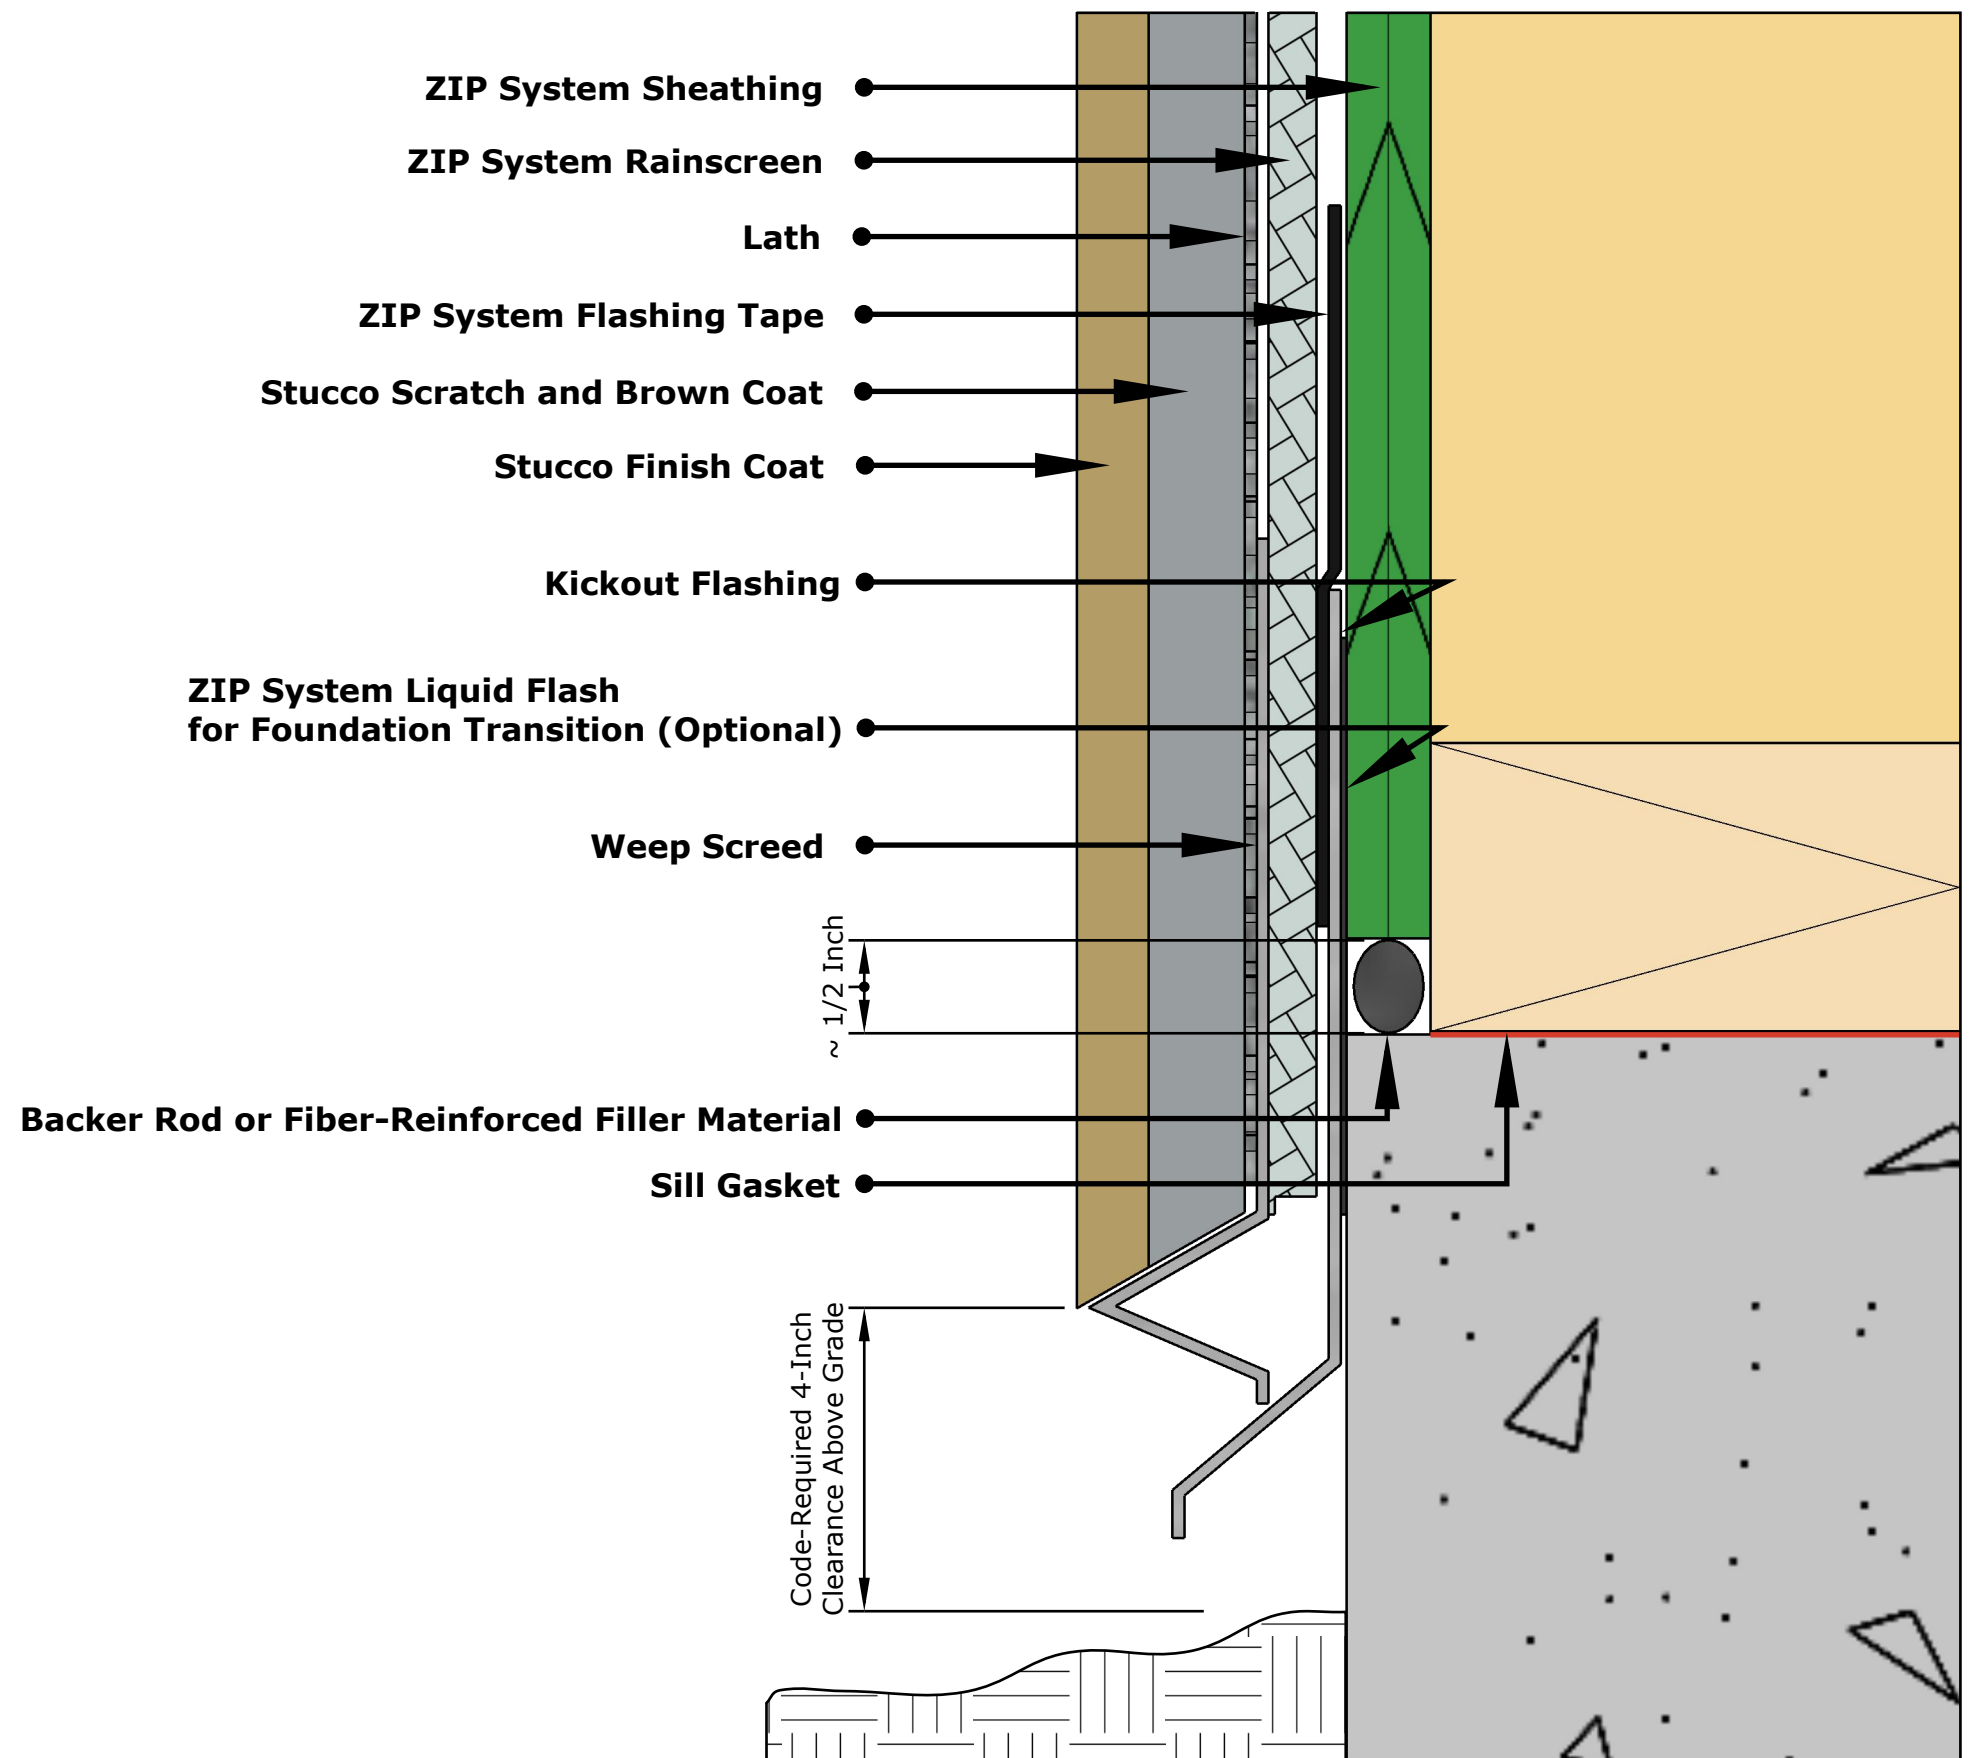 ZIP System Sheathing
ZIP System Rainscreen
Lath
ZIP System Flashing Tape
Stucco Scratch and Brown Coat
Stucco Finish Coat
Kickout Flashing
ZIP System Liquid Flash
for Foundation Transition (Optional)
Weep Screed
~ 1/2 Inch
Backer Rod or Fiber-Reinforced Filler Material
Sill Gasket
Code-Required 4-Inch
Clearance Above Grade